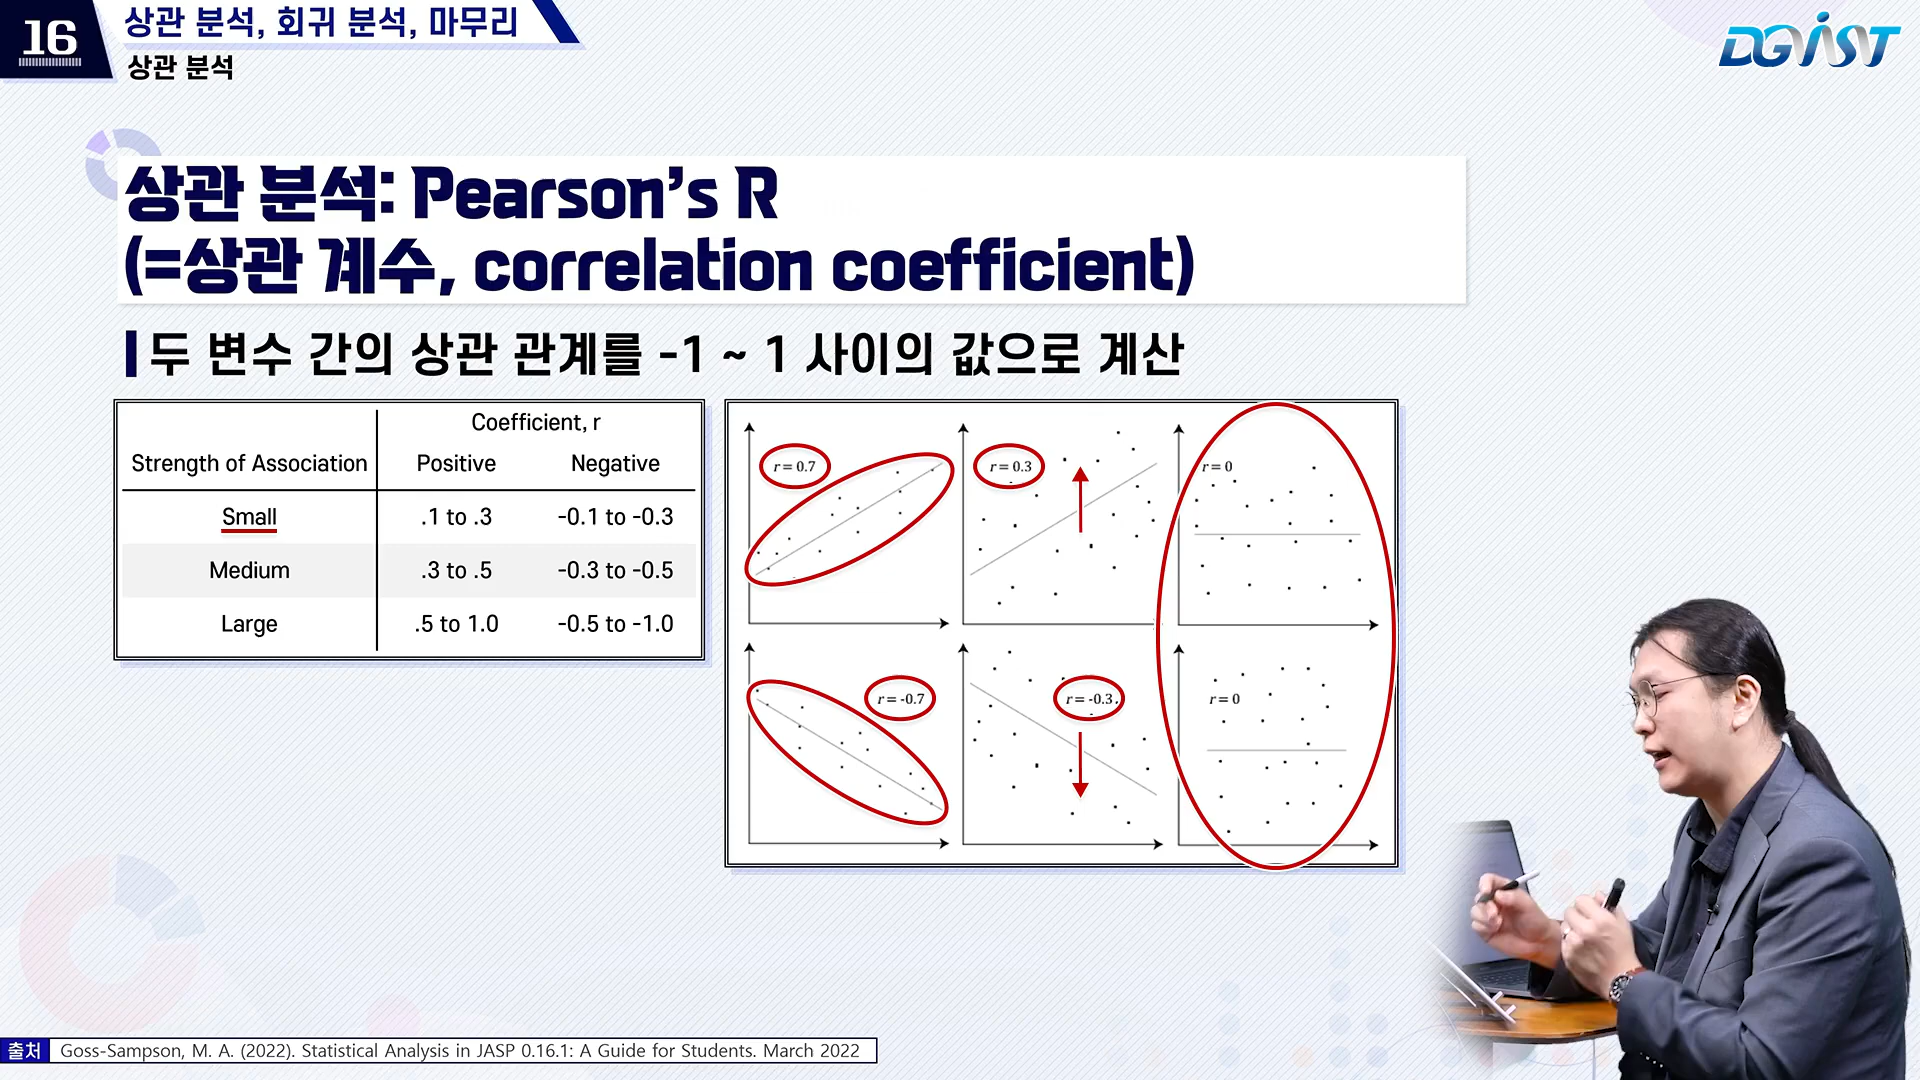 16
상관 분석, 회귀 분석, 마무리
상관 분석
DGIST
상관 분석: Pearson’s R
(=상관 계수, correlation coefficient)
두 변수 간의 상관 관계를 -1 ~ 1 사이의 값으로 계산
Coefficient, r
Strength of Association Positive Negative
Small .1 to .3 -0.1 to -0.3
Medium .3 to .5 -0.3 to -0.5
Large .5 to 1.0 -0.5 to -1.0
r = 0.7
r = 0.3
r = 0
r = -0.7
r = -0.3
r = 0
출처 Goss-Sampson, M. A. (2022). Statistical Analysis in JASP 0.16.1: A Guide for Students. March 2022